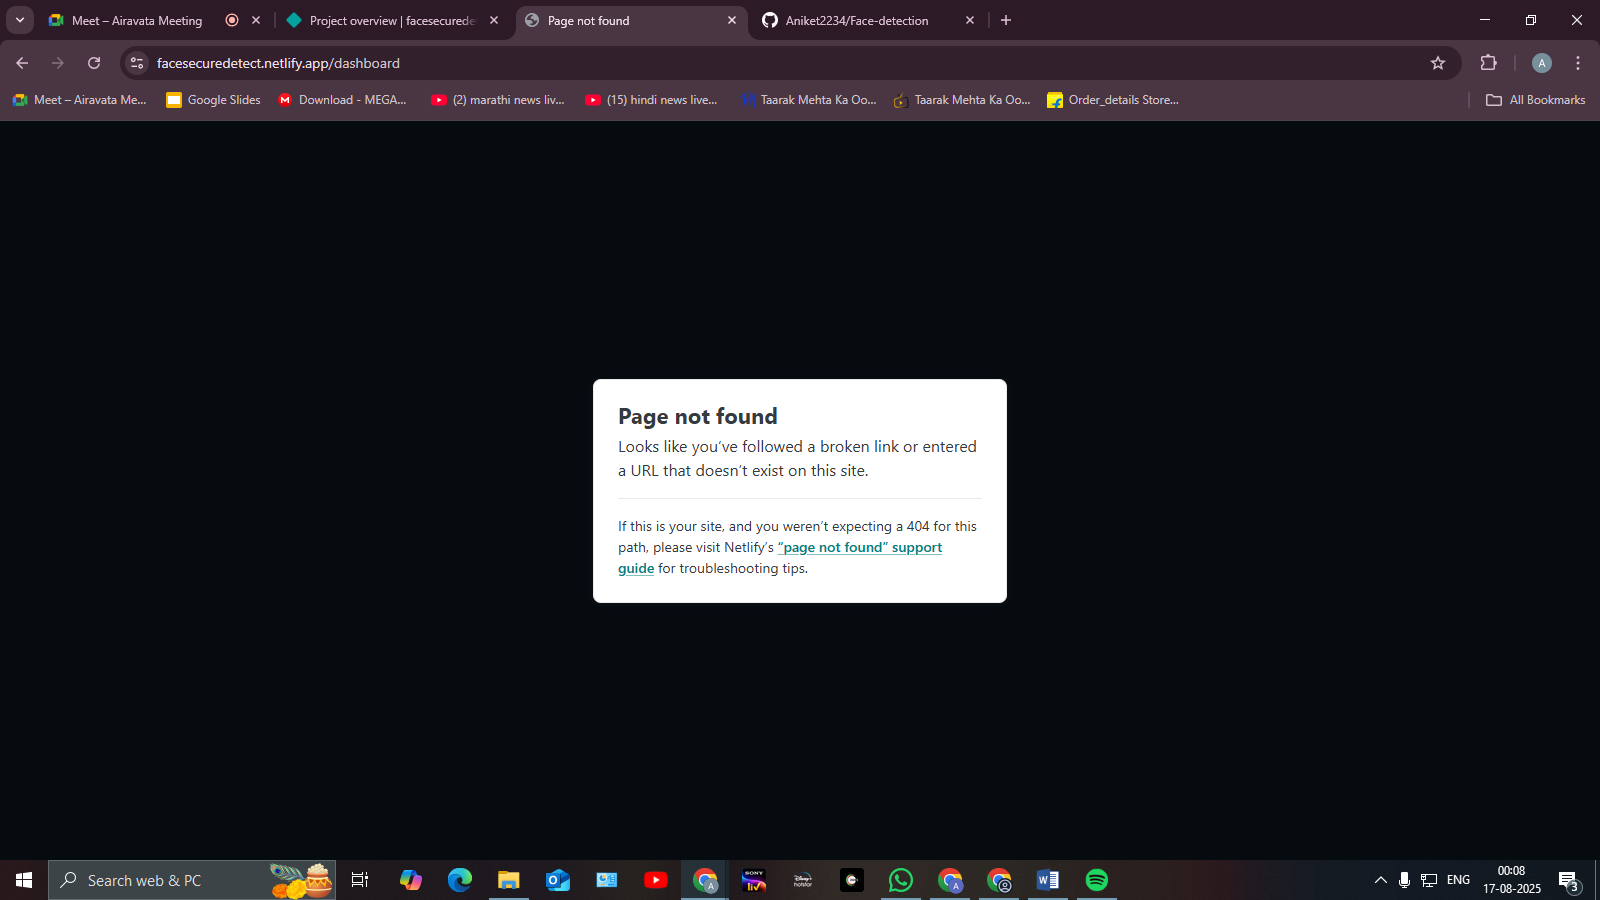 Meet – Airavata Meeting
Project overview | facesecurede
Page not found
Aniket2234/Face-detection
facesecuredetect.netlify.app/dashboard
A
Meet – Airavata Me...
Google Slides
Download - MEGA...
(2) marathi news liv...
(15) hindi news live...
Taarak Mehta Ka Oo...
Taarak Mehta Ka Oo...
Order_details Store...
All Bookmarks
Page not found
Looks like you’ve followed a broken link or entered
a URL that doesn’t exist on this site.
If this is your site, and you weren’t expecting a 404 for this
path, please visit Netlify’s “page not found” support
guide for troubleshooting tips.
Search web & PC
SONY
liv
hotstar
ENG
00:08
17-08-2025
3